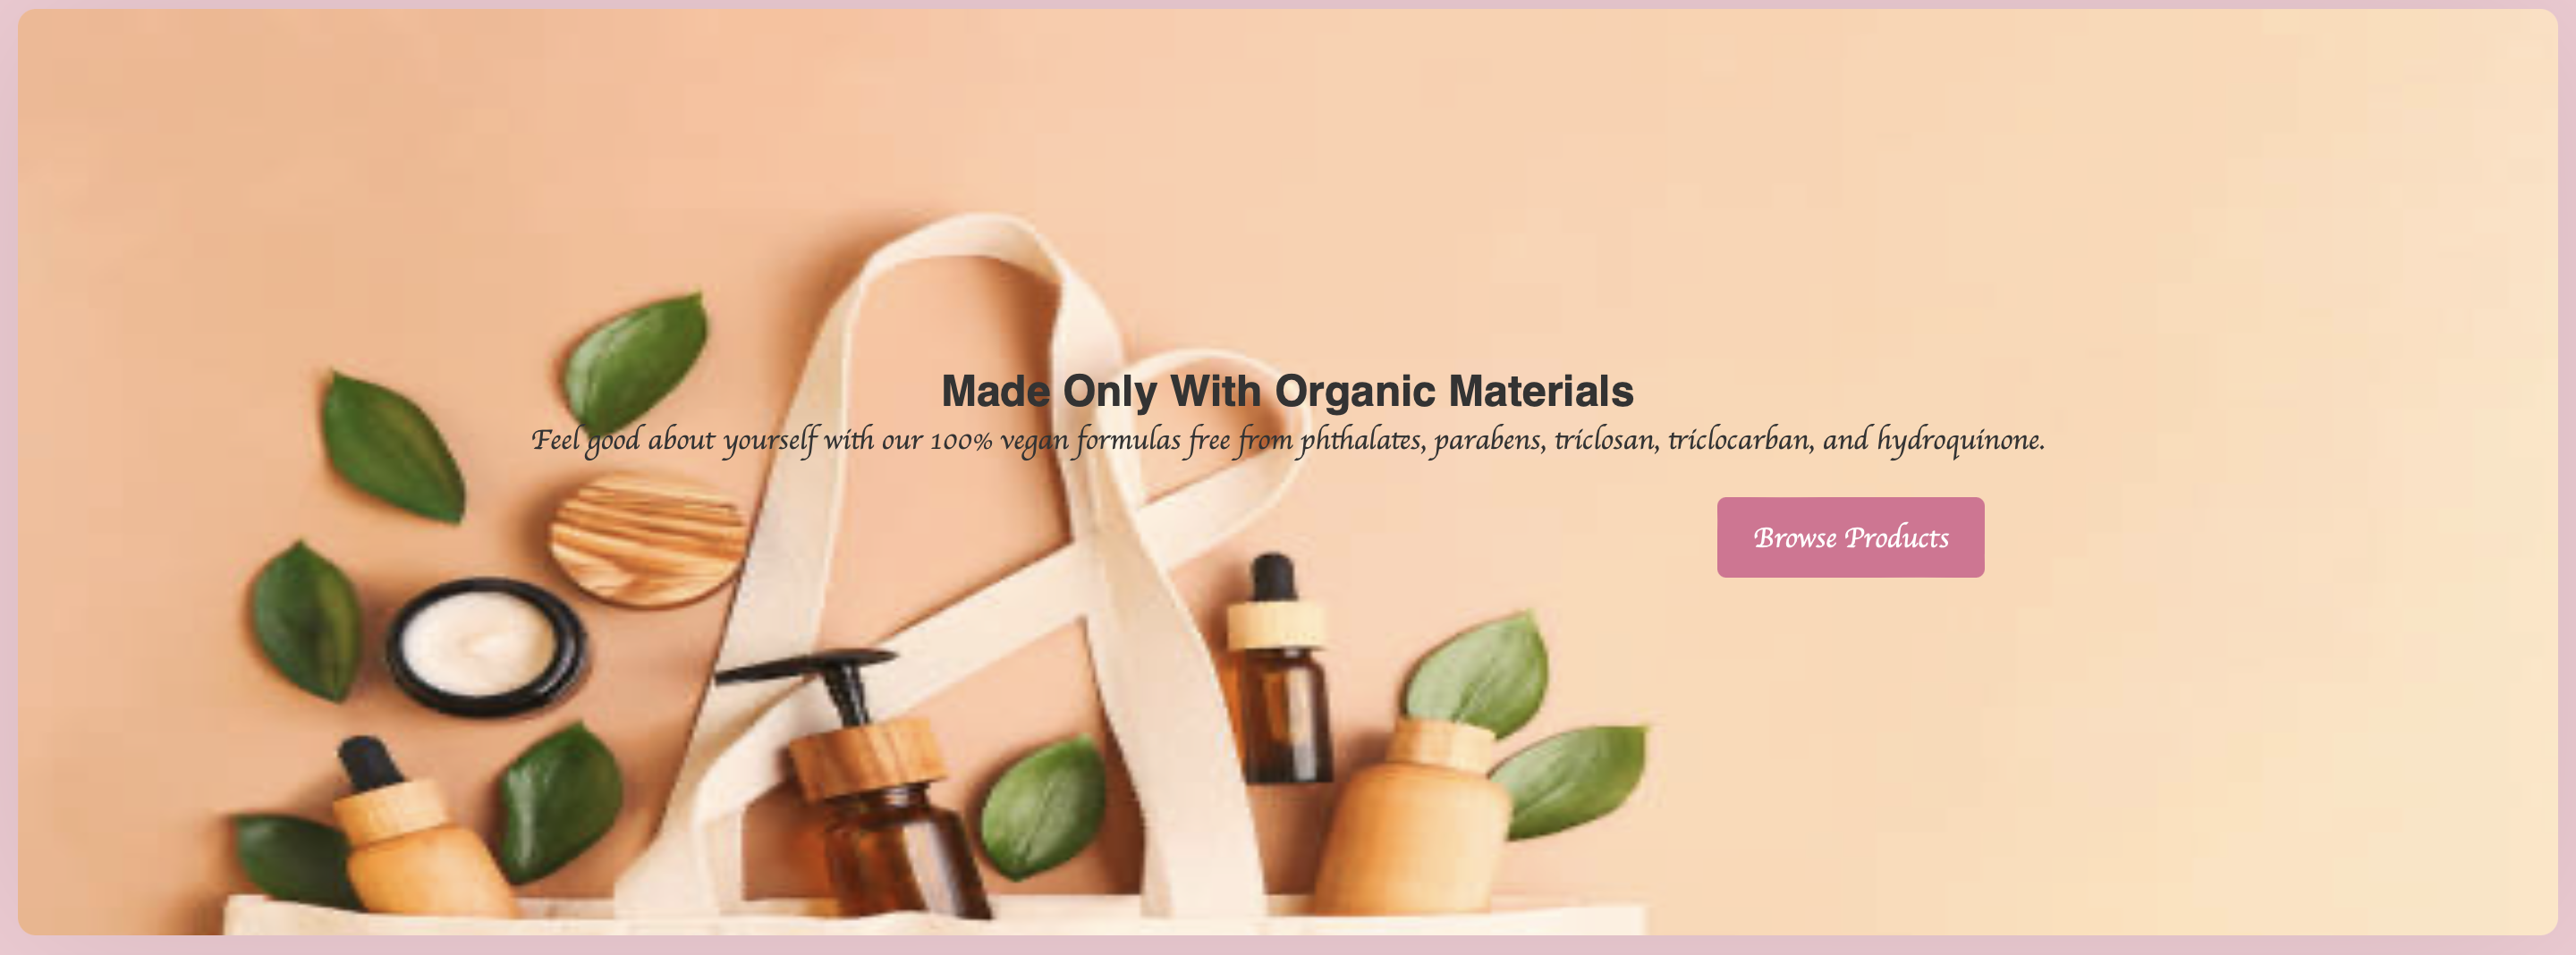 Made Only With Organic Materials
Feel good about yourself with our 100% vegan formulas free from phthalates, parabens, triclosan, triclocarban, and hydroquinone.
Browse Products